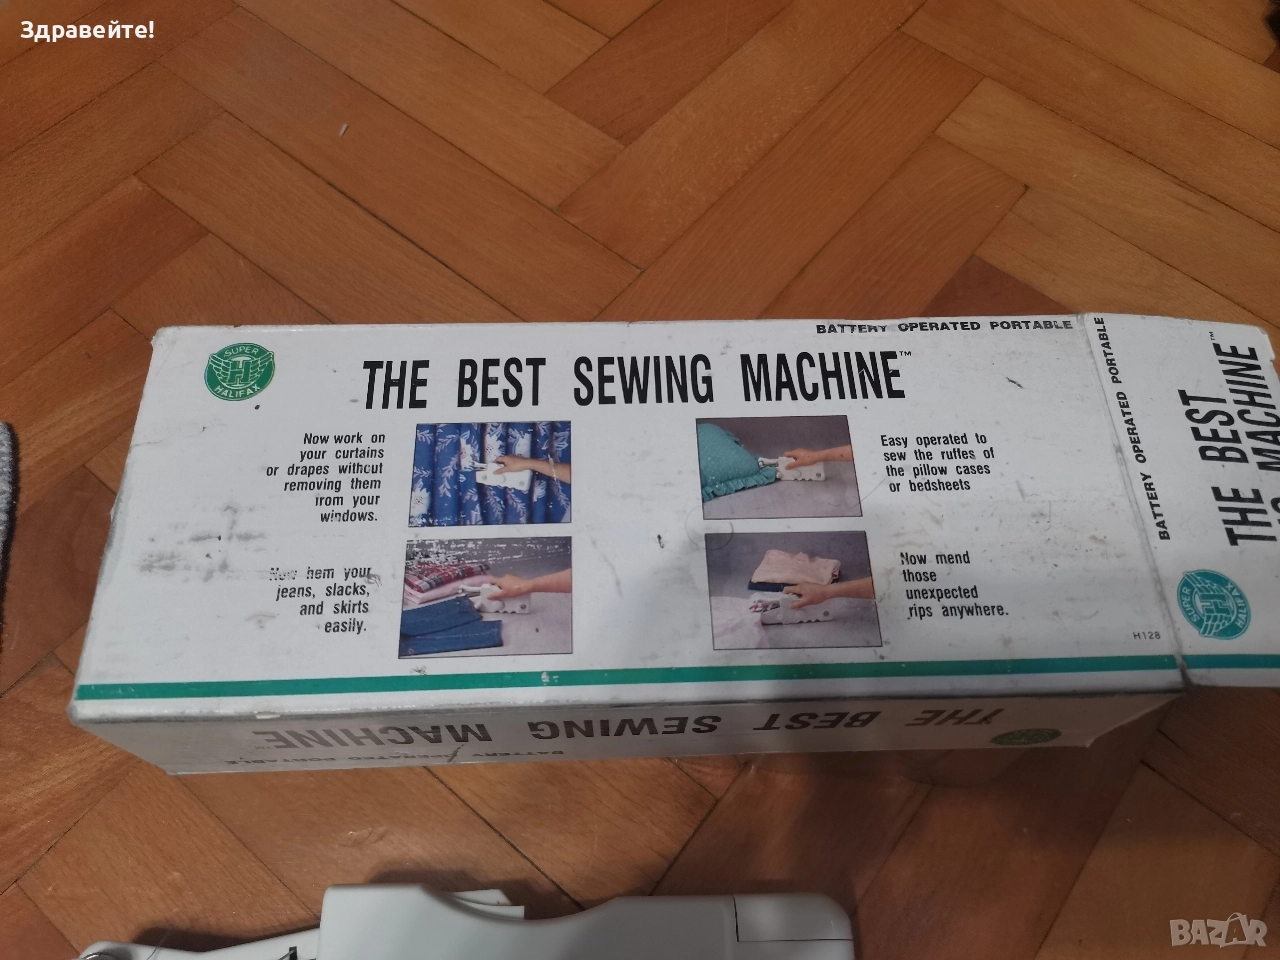 Здравейте!
BATTERY OPERATED PORTABLE
SUPER
H
HALIFAX
THE BEST SEWING MACHINE™
Now work on
your curtains
or drapes without
removing them
from your
windows.
Easy operated to
sew the ruffles of
the pillow cases
or bedsheets
Now hem your
jeans, slacks,
and skirts
easily.
Now mend
those
unexpected
rips anywhere.
H128
BATTERY OPERATED PORTABLE
THE BEST
MACHINE™
SUPER
H
HALIFAX
THE BEST SEWING MACHINE™
BATTERY OPERATED PORTABLE
BAZAR